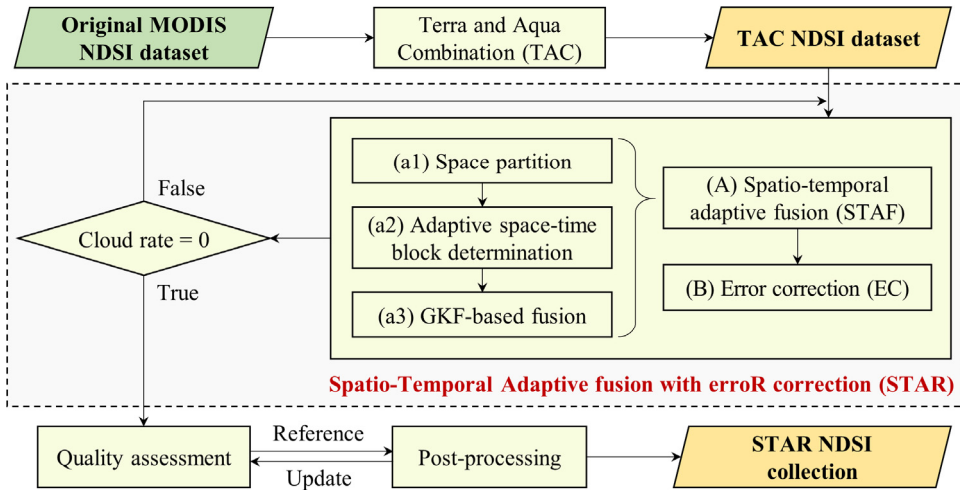 Original MODIS
NDSI dataset
Terra and Aqua
Combination (TAC)
TAC NDSI dataset
False
Cloud rate = 0
True
(a1) Space partition
(a2) Adaptive space-time
block determination
(a3) GKF-based fusion
(A) Spatio-temporal
adaptive fusion (STAF)
(B) Error correction (EC)
Spatio-Temporal Adaptive fusion with erroR correction (STAR)
Quality assessment
Reference
Update
Post-processing
STAR NDSI
collection